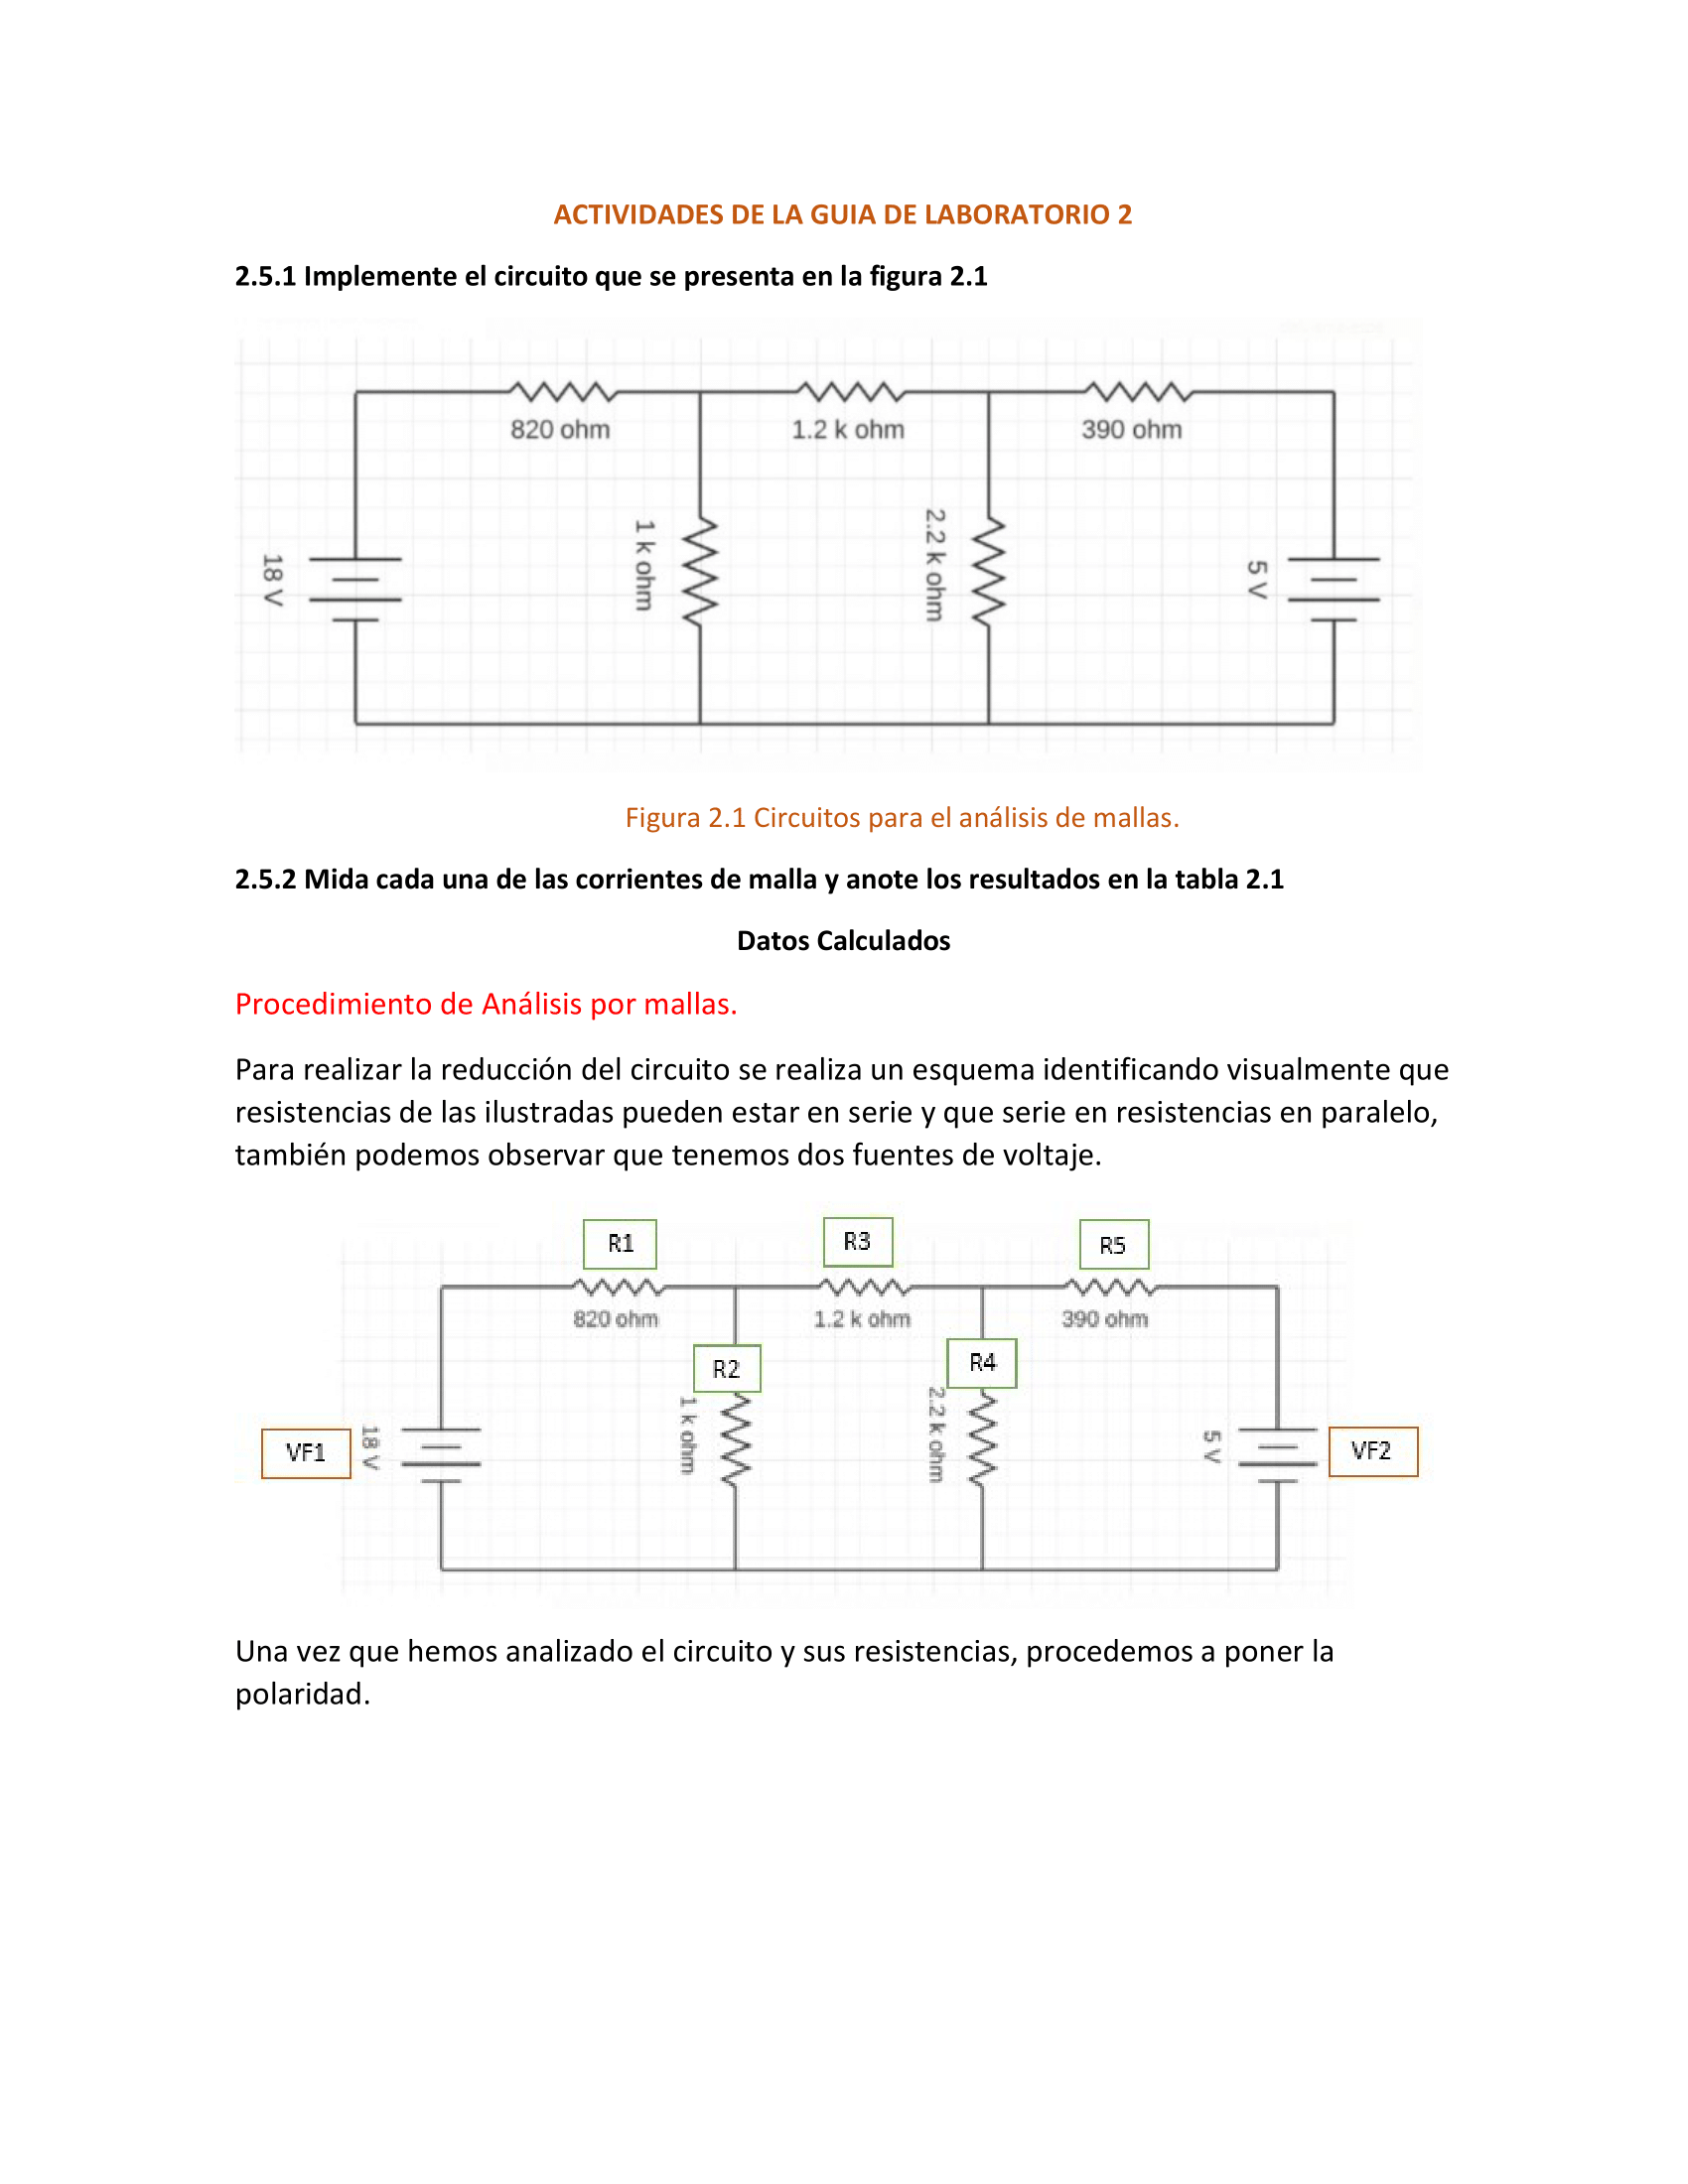 ACTIVIDADES DE LA GUIA DE LABORATORIO 2
2.5.1 Implemente el circuito que se presenta en la figura 2.1
820 ohm
1.2 k ohm
390 ohm
18 V
1 k ohm
2.2 k ohm
5 V
Figura 2.1 Circuitos para el análisis de mallas.
2.5.2 Mida cada una de las corrientes de malla y anote los resultados en la tabla 2.1
Datos Calculados
Procedimiento de Análisis por mallas.
Para realizar la reducción del circuito se realiza un esquema identificando visualmente que
resistencias de las ilustradas pueden estar en serie y que serie en resistencias en paralelo,
también podemos observar que tenemos dos fuentes de voltaje.
R1
R3
R5
820 ohm
1.2 k ohm
390 ohm
R2
R4
VF1
18 V
1 k ohm
2.2 k ohm
5 V
VF2
Una vez que hemos analizado el circuito y sus resistencias, procedemos a poner la
polaridad.